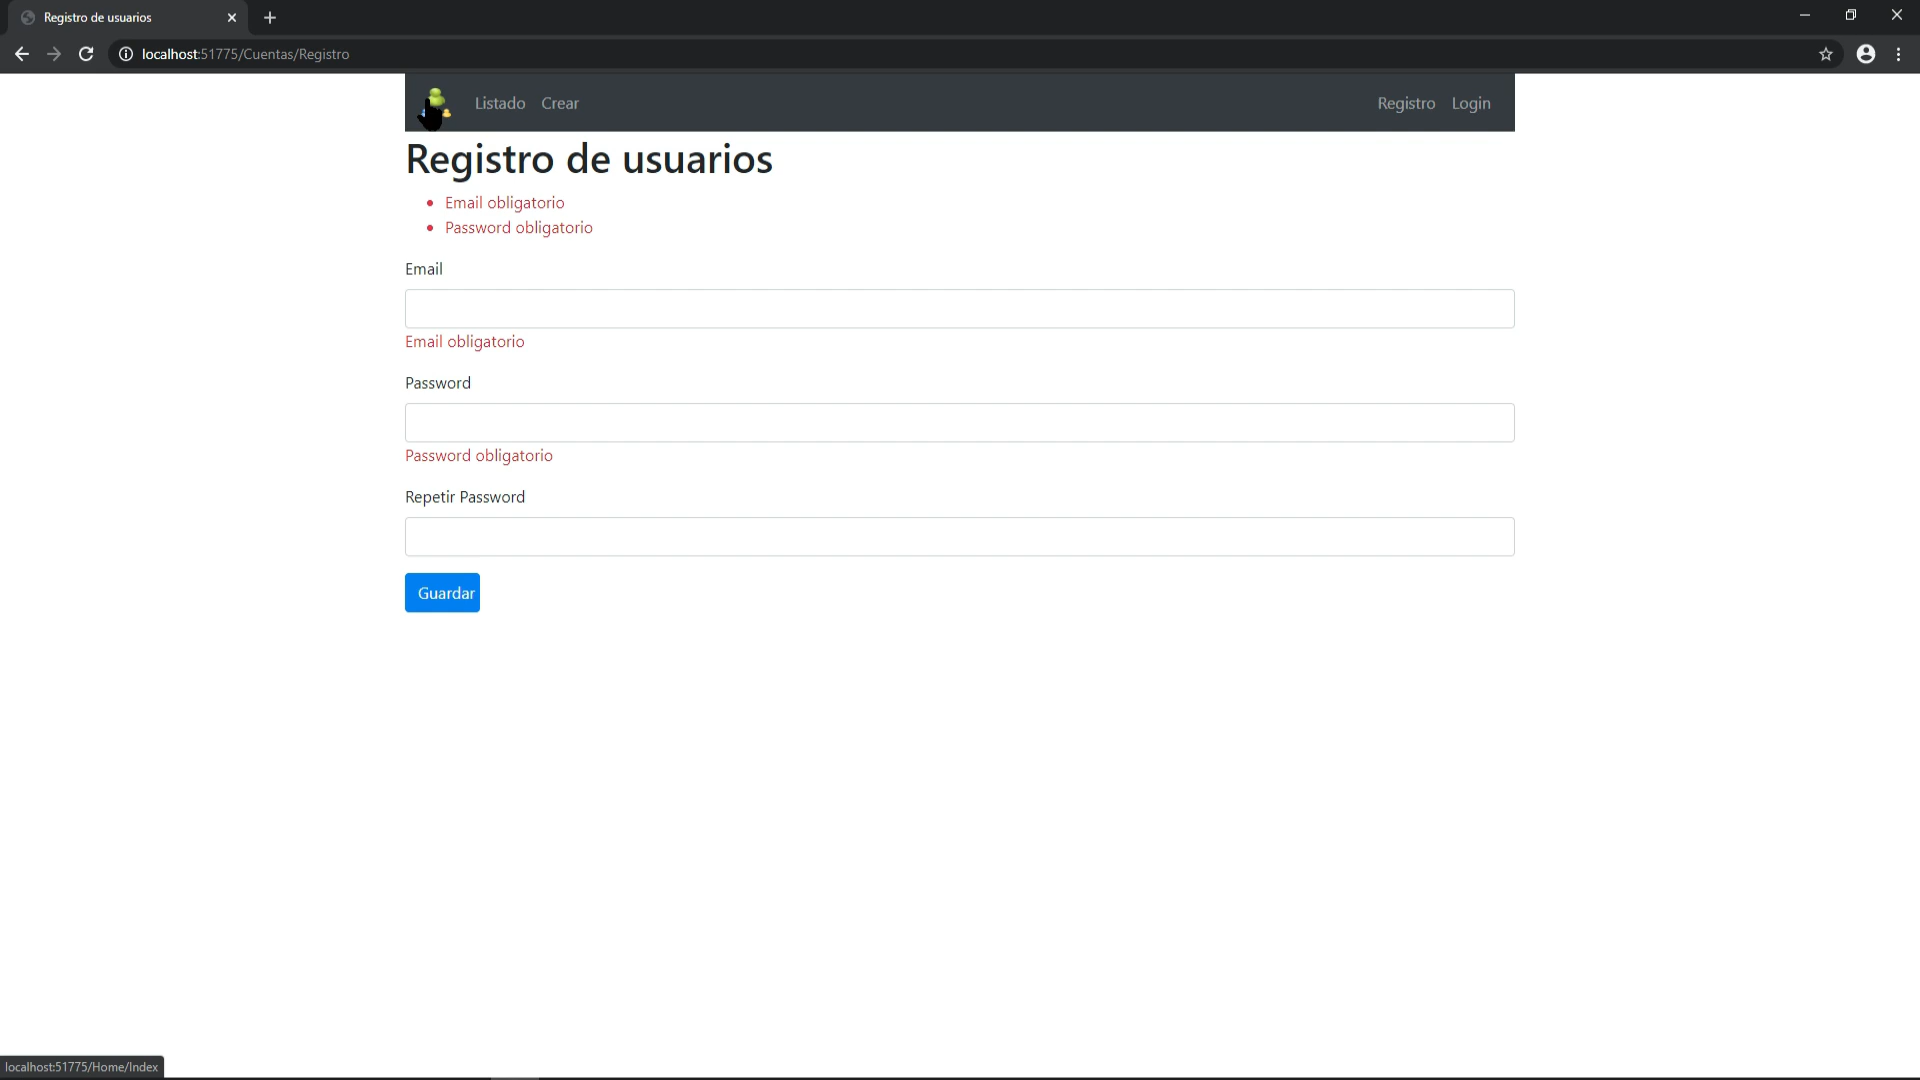 Registro de usuarios
localhost:51775/Cuentas/Registro
Listado Crear Registro Login
Registro de usuarios
Email obligatorio
Password obligatorio
Email
Email obligatorio
Password
Password obligatorio
Repetir Password
Guardar
localhost:51775/Home/Index